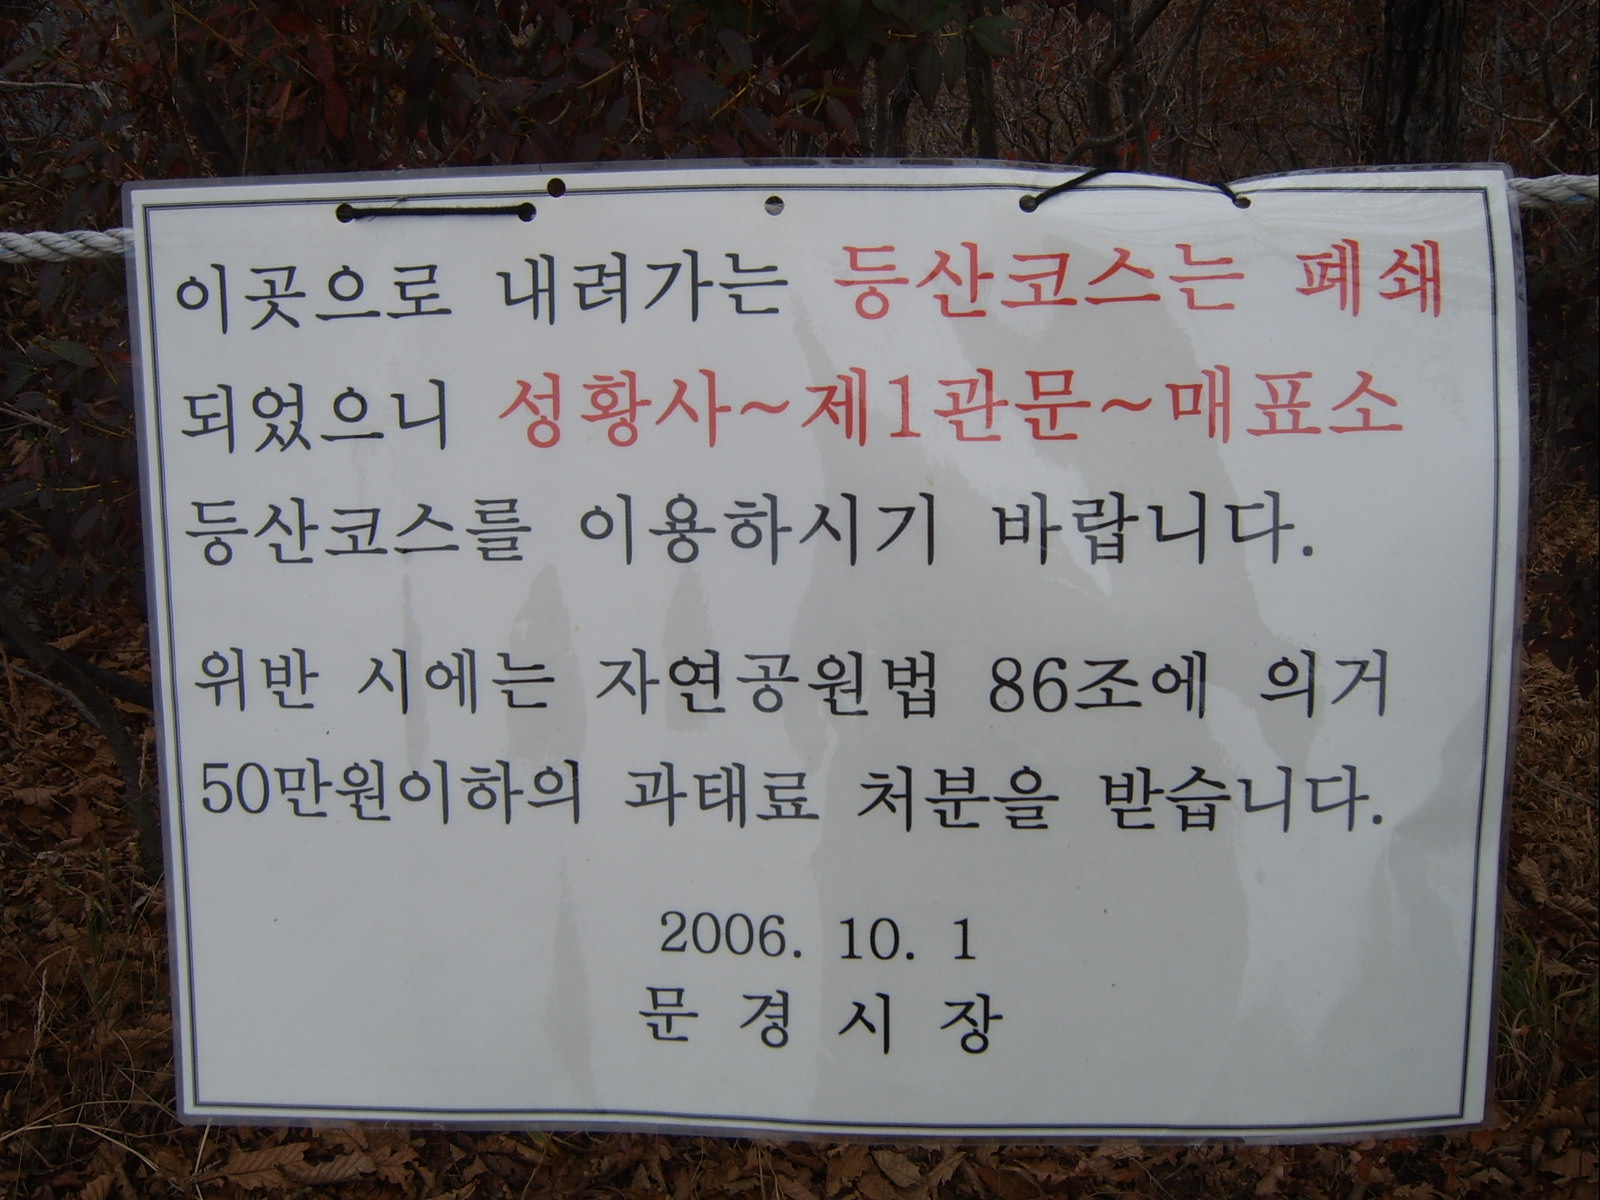 이곳으로 내려가는 등산코스는 폐쇄
되었으니 성황사~제1관문~매표소
등산코스를 이용하시기 바랍니다.
위반 시에는 자연공원법 86조에 의거
50만원이하의 과태료 처분을 받습니다.
2006. 10. 1
문 경 시 장